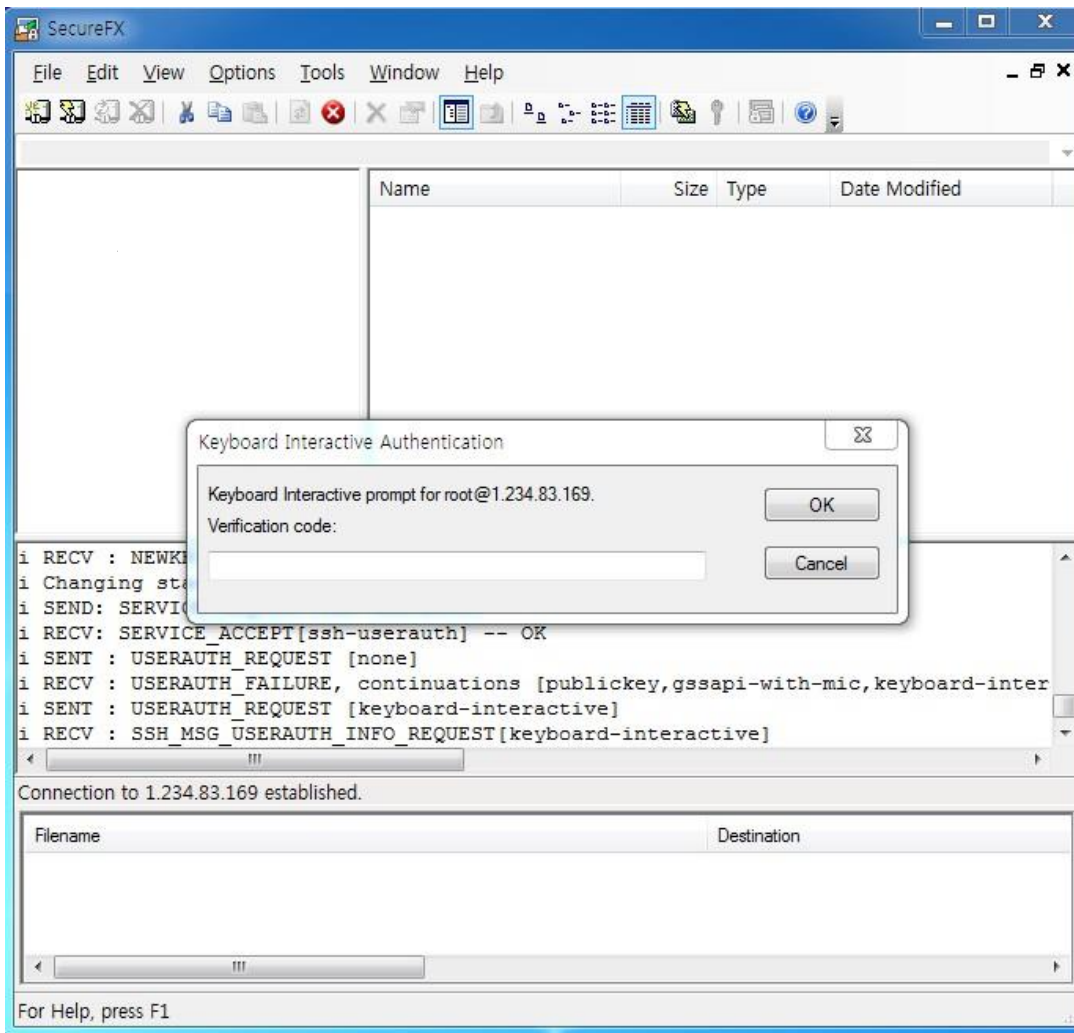 SecureFX
File Edit View Options Tools Window Help
Name Size Type Date Modified
Keyboard Interactive Authentication
Keyboard Interactive prompt for root@1.234.83.169.
OK
Verification code:
Cancel
i RECV : NEWK
i Changing sta
i SEND: SERVI
i RECV: SERVICE_ACCEPT[ssh-userauth] -- OK
i SENT : USERAUTH_REQUEST [none]
i RECV : USERAUTH_FAILURE, continuations [publickey,gssapi-with-mic,keyboard-inter
i SENT : USERAUTH_REQUEST [keyboard-interactive]
i RECV : SSH_MSG_USERAUTH_INFO_REQUEST[keyboard-interactive]
Connection to 1.234.83.169 established.
Filename Destination
For Help, press F1